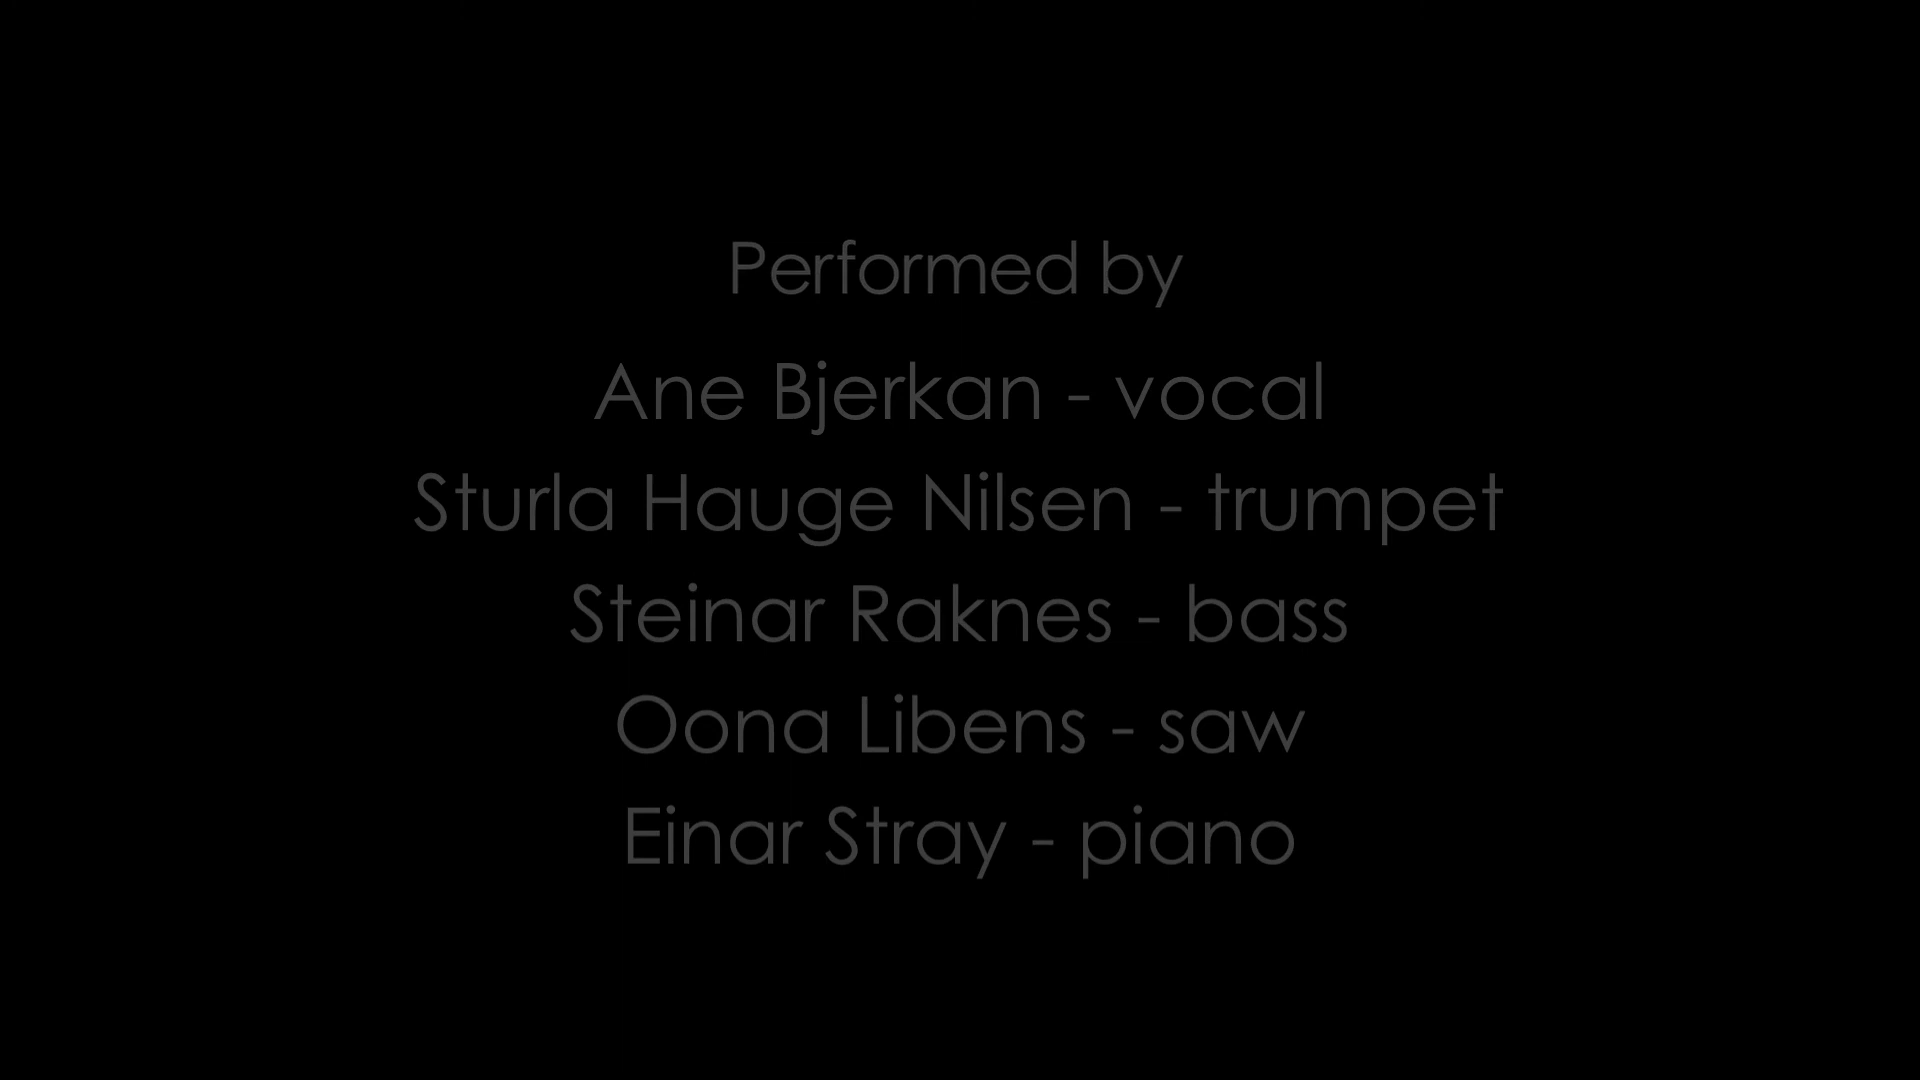 Performed by
Ane Bjerkan - vocal
Sturla Hauge Nilsen - trumpet
Steinar Raknes - bass
Oona Libens - saw
Einar Stray - piano